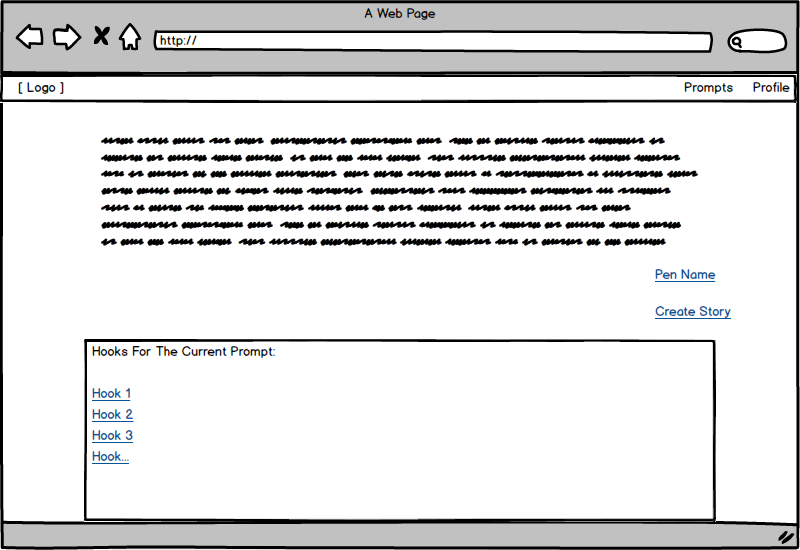 A Web Page
http://
[ Logo ] Prompts Profile
Pen Name
Create Story
Hooks For The Current Prompt:
Hook 1
Hook 2
Hook 3
Hook...